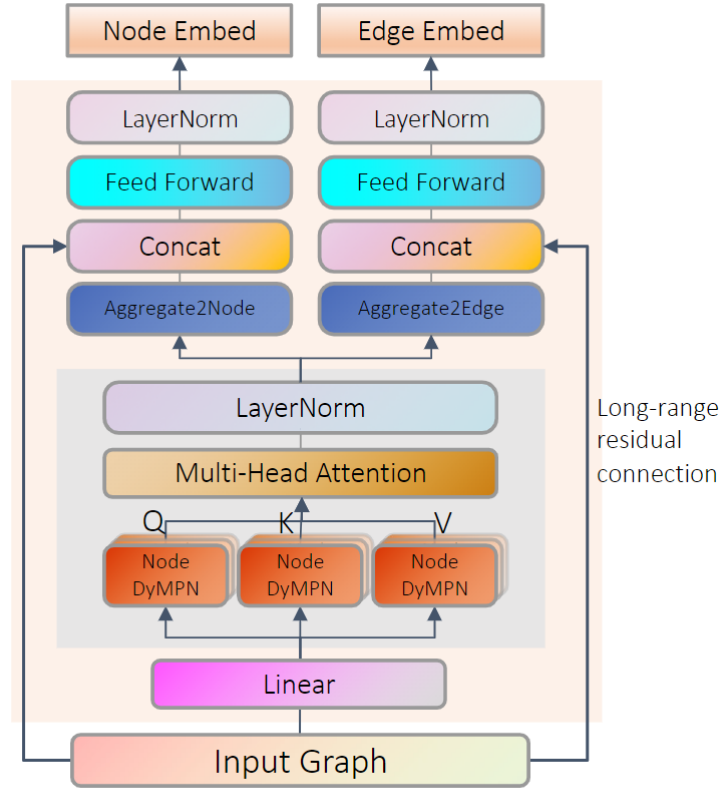 Node Embed
Edge Embed
LayerNorm
LayerNorm
Feed Forward
Feed Forward
Concat
Concat
Aggregate2Node
Aggregate2Edge
LayerNorm
Long-range
residual
connection
Multi-Head Attention
Q
K
V
Node
DyMPN
Node
DyMPN
Node
DyMPN
Linear
Input Graph